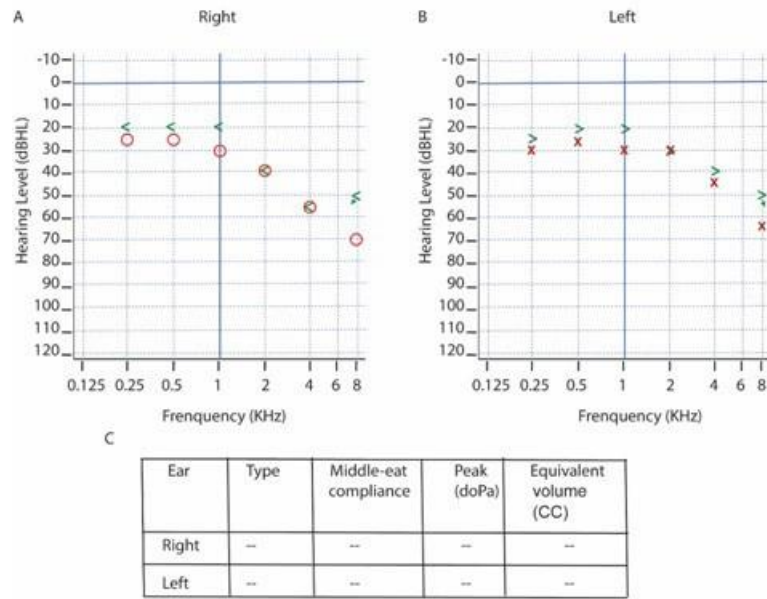 A
Right
B
Left
-10
0
10
20
30
40
50
60
70
80
90
100
110
120
Hearing Level (dBHL)
0.125 0.25 0.5 1 2 4 6 8
Frenquency (KHz)
-10
0
10
20
30
40
50
60
70
80
90
100
110
120
Hearing Level (dBHL)
0.125 0.25 0.5 1 2 4 6 8
Frenquency (KHz)
C
Ear Type Middle-eat Peak Equivalent
compliance (doPa) volume
(CC)
Right -- -- -- --
Left -- -- -- --